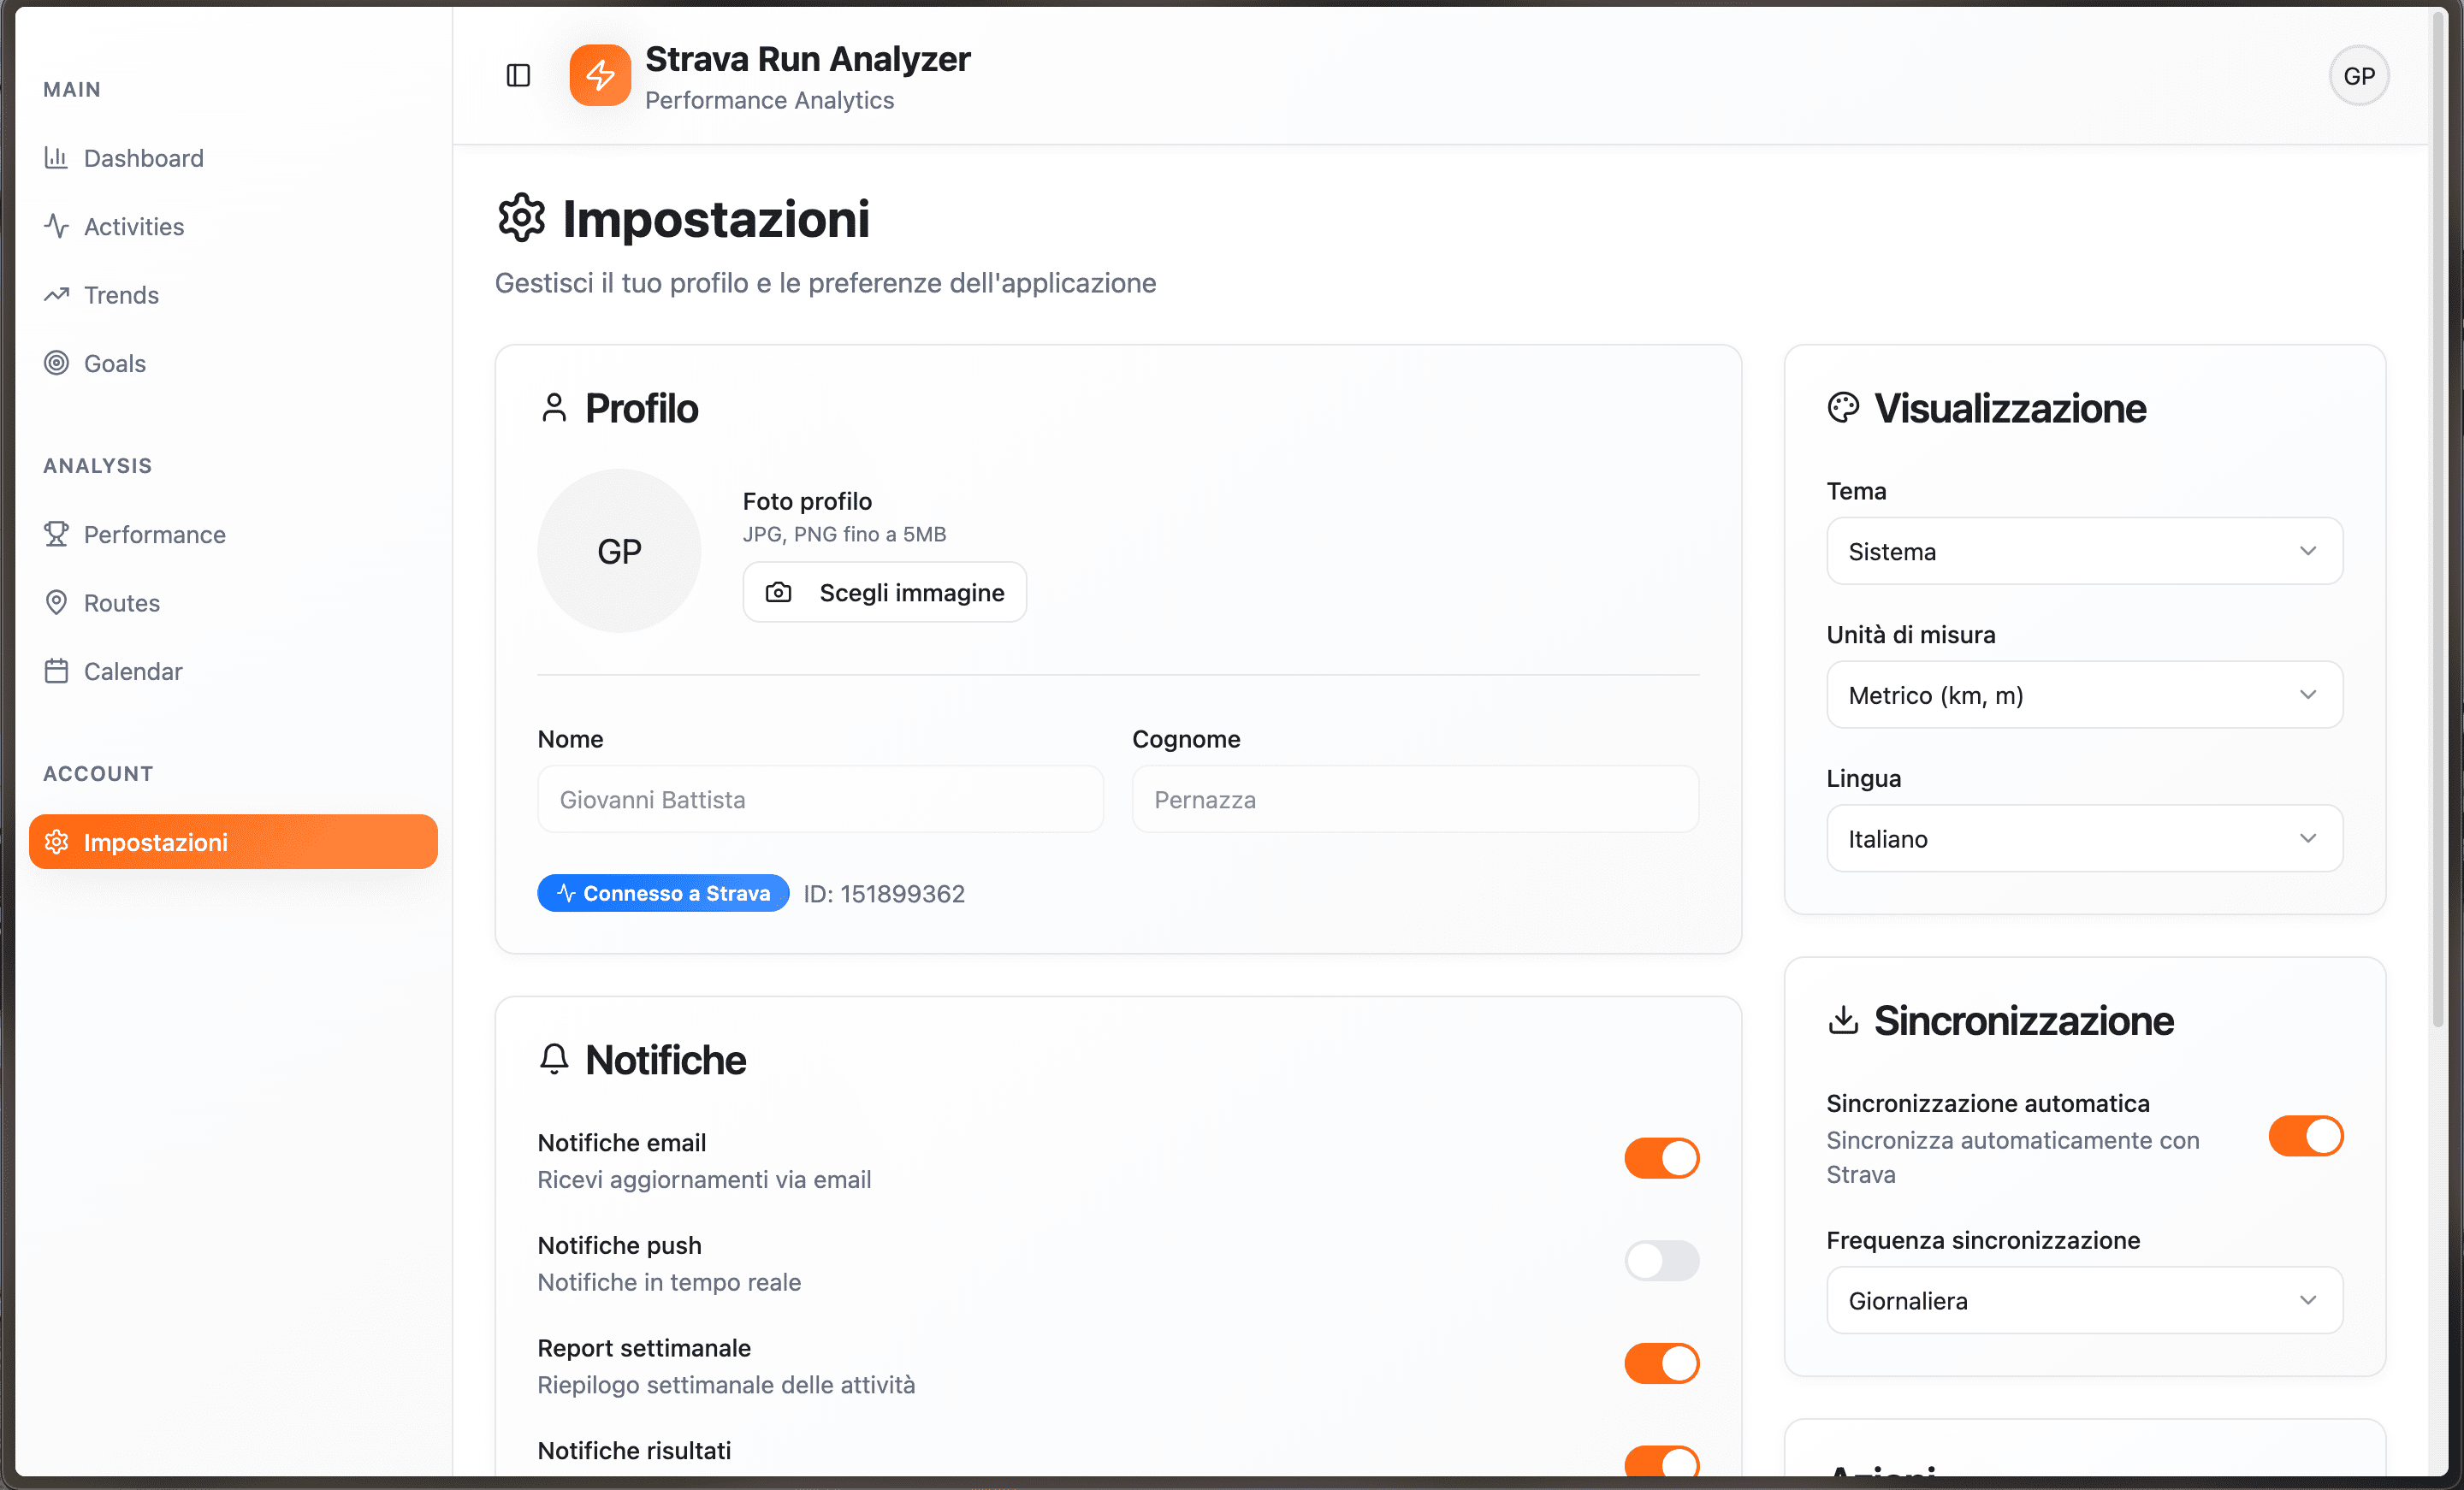 MAIN
Dashboard
Activities
Trends
Goals
ANALYSIS
Performance
Routes
Calendar
ACCOUNT
Impostazioni
Strava Run Analyzer
Performance Analytics
GP
Impostazioni
Gestisci il tuo profilo e le preferenze dell'applicazione
Profilo
GP
Foto profilo
JPG, PNG fino a 5MB
Scegli immagine
Nome
Cognome
Giovanni Battista
Pernazza
Connesso a Strava
ID: 151899362
Notifiche
Notifiche email
Ricevi aggiornamenti via email
Notifiche push
Notifiche in tempo reale
Report settimanale
Riepilogo settimanale delle attività
Notifiche risultati
Visualizzazione
Tema
Sistema
Unità di misura
Metrico (km, m)
Lingua
Italiano
Sincronizzazione
Sincronizzazione automatica
Sincronizza automaticamente con
Strava
Frequenza sincronizzazione
Giornaliera
Azioni